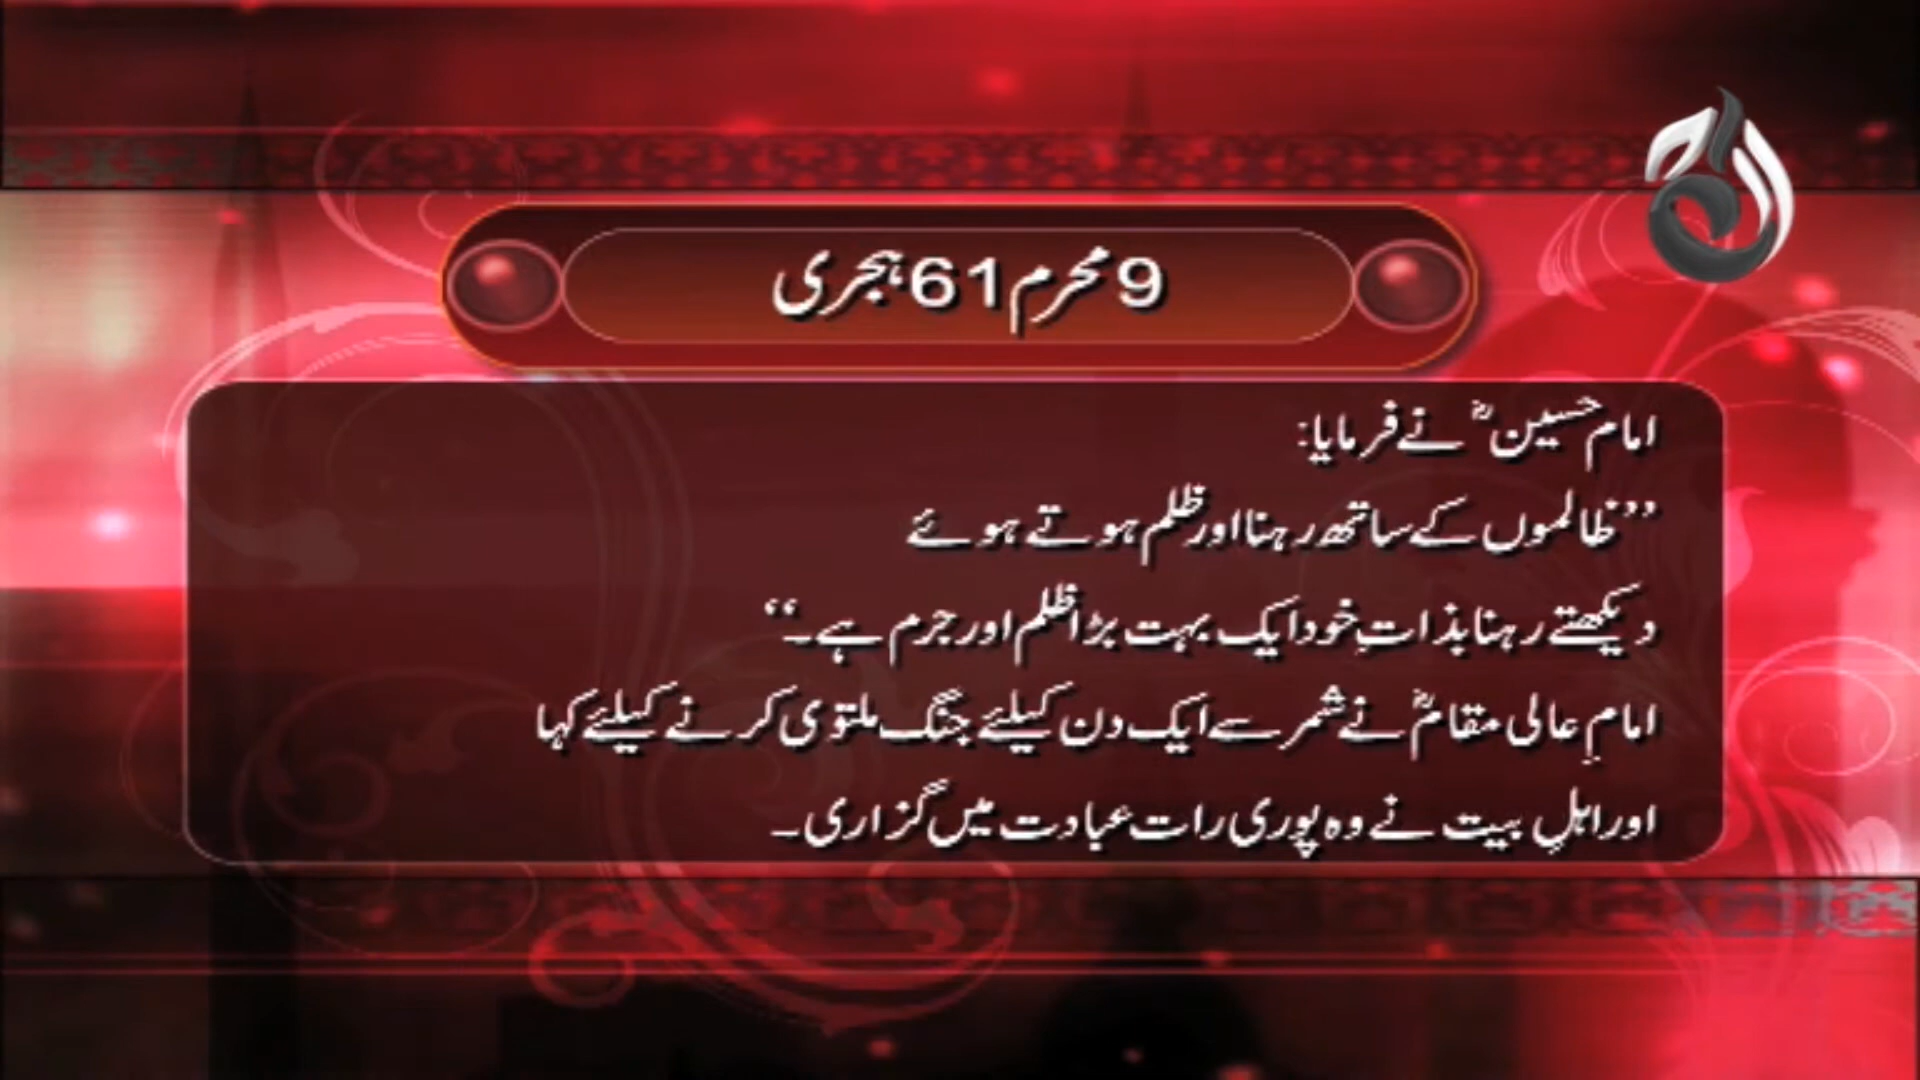 9 محرم 61 ہجری
امام حسینؓ نے فرمایا:
’’ظالموں کے ساتھ رہنا اور ظلم ہوتے ہوئے
دیکھتے رہنا بذاتِ خود ایک بہت بڑا ظلم اور جرم ہے۔‘‘
امامِ عالی مقامؓ نے شمر سے ایک دن کیلئے جنگ ملتوی کرنے کیلئے کہا
اور اہلِ بیت نے وہ پوری رات عبادت میں گزاری۔